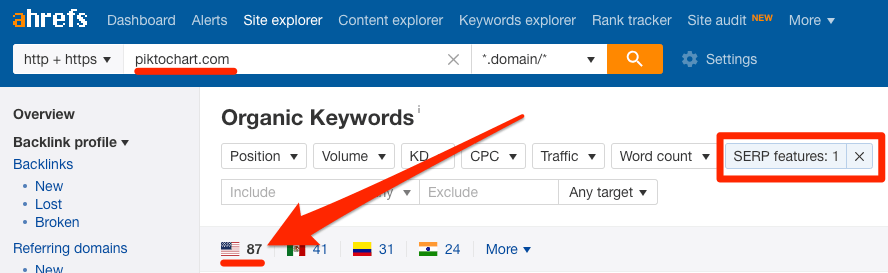 ahrefs Dashboard Alerts Site explorer Content explorer Keywords explorer Rank tracker Site audit NEW More
http + https piktochart.com *.domain/* Settings
Overview
Organic Keywords i
Backlink profile
Position Volume KD CPC Traffic Word count SERP features: 1
Backlinks
New
Include Exclude Any target
Lost
Broken
87 41 31 24 More
Referring domains
New